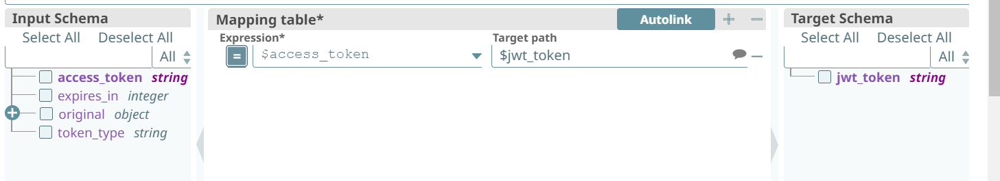 Input Schema
Select All Deselect All
All
access_token string
expires_in integer
original object
token_type string
Mapping table*
Autolink
Expression* Target path
= $access_token $jwt_token
Target Schema
Select All Deselect All
All
jwt_token string